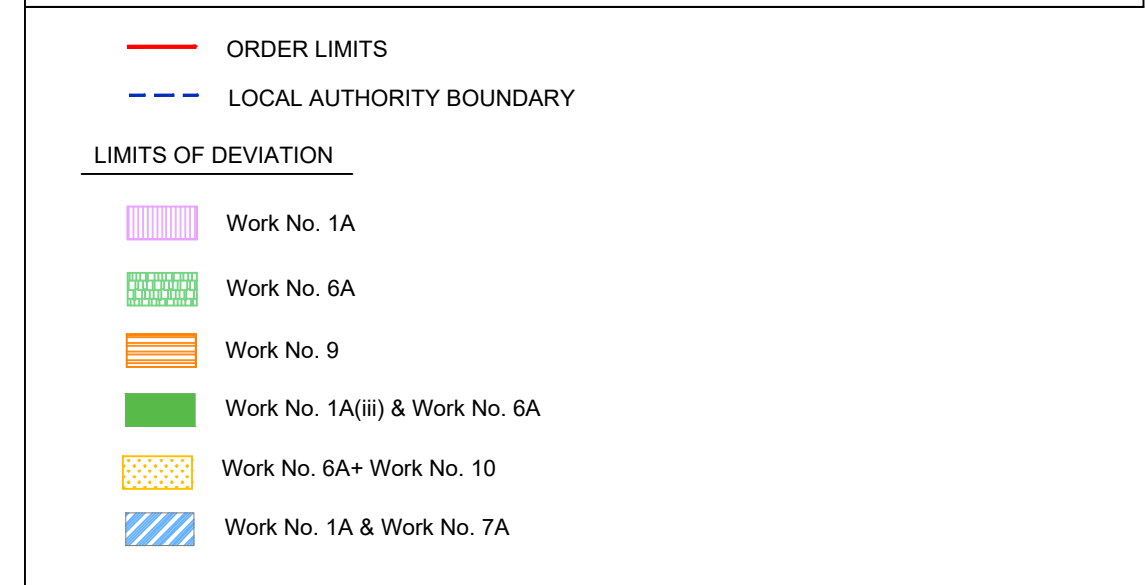 ORDER LIMITS
LOCAL AUTHORITY BOUNDARY
LIMITS OF DEVIATION
Work No. 1A
Work No. 6A
Work No. 9
Work No. 1A(iii) & Work No. 6A
Work No. 6A+ Work No. 10
Work No. 1A & Work No. 7A